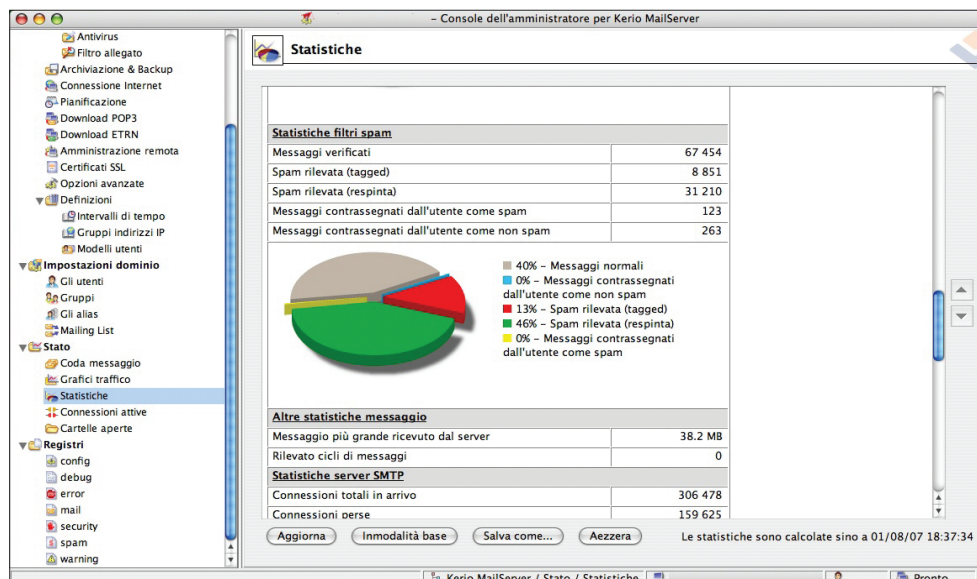 – Console dell'amministratore per Kerio MailServer
Antivirus
Filtro allegato
Archiviazione & Backup
Connessione Internet
Pianificazione
Download POP3
Download ETRN
Amministrazione remota
Certificati SSL
Opzioni avanzate
Definizioni
Intervalli di tempo
Gruppi indirizzi IP
Modelli utenti
Impostazioni dominio
Gli utenti
Gruppi
Gli alias
Mailing List
Stato
Coda messaggio
Grafici traffico
Statistiche
Connessioni attive
Cartelle aperte
Registri
config
debug
error
mail
security
spam
warning
Statistiche
Statistiche filtri spam
Messaggi verificati 67 454
Spam rilevata (tagged) 8 851
Spam rilevata (respinta) 31 210
Messaggi contrassegnati dall'utente come spam 123
Messaggi contrassegnati dall'utente come non spam 263
40% – Messaggi normali
0% – Messaggi contrassegnati
dall'utente come non spam
13% – Spam rilevata (tagged)
46% – Spam rilevata (respinta)
0% – Messaggi contrassegnati
dall'utente come spam
Altre statistiche messaggio
Messaggio più grande ricevuto dal server 38.2 MB
Rilevato cicli di messaggi 0
Statistiche server SMTP
Connessioni totali in arrivo 306 478
Connessioni perse 159 625
Aggiorna Inmodalità base Salva come... Aezzera Le statistiche sono calcolate sino a 01/08/07 18:37:34
Kerio MailServer / Stato / Statistiche Pronto